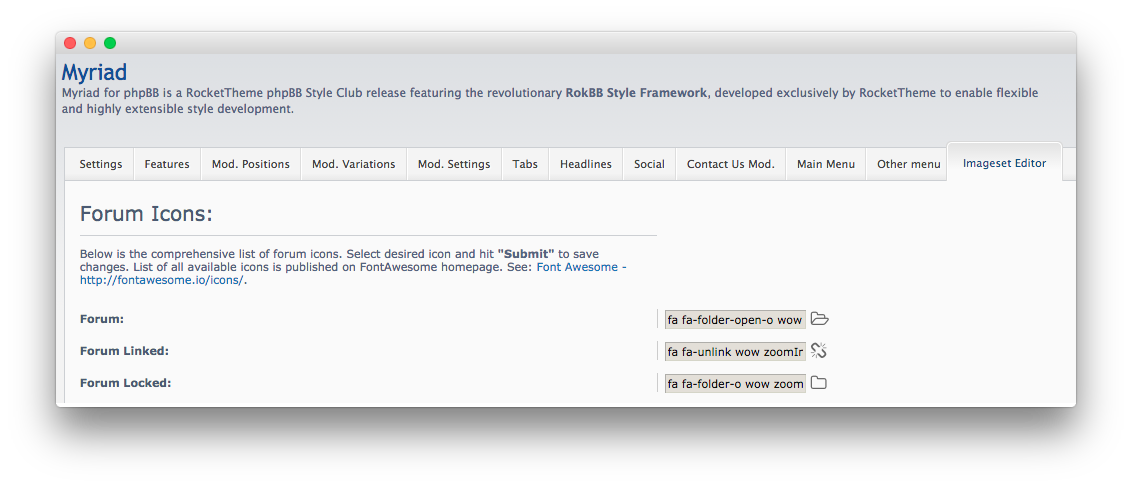 Myriad
Myriad for phpBB is a RocketTheme phpBB Style Club release featuring the revolutionary RokBB Style Framework, developed exclusively by RocketTheme to enable flexible
and highly extensible style development.
Settings Features Mod. Positions Mod. Variations Mod. Settings Tabs Headlines Social Contact Us Mod. Main Menu Other menu Imageset Editor
Forum Icons:
Below is the comprehensive list of forum icons. Select desired icon and hit "Submit" to save
changes. List of all available icons is published on FontAwesome homepage. See: Font Awesome -
http://fontawesome.io/icons/.
Forum: fa fa-folder-open-o wow
Forum Linked: fa fa-unlink wow zoomIr
Forum Locked: fa fa-folder-o wow zoom